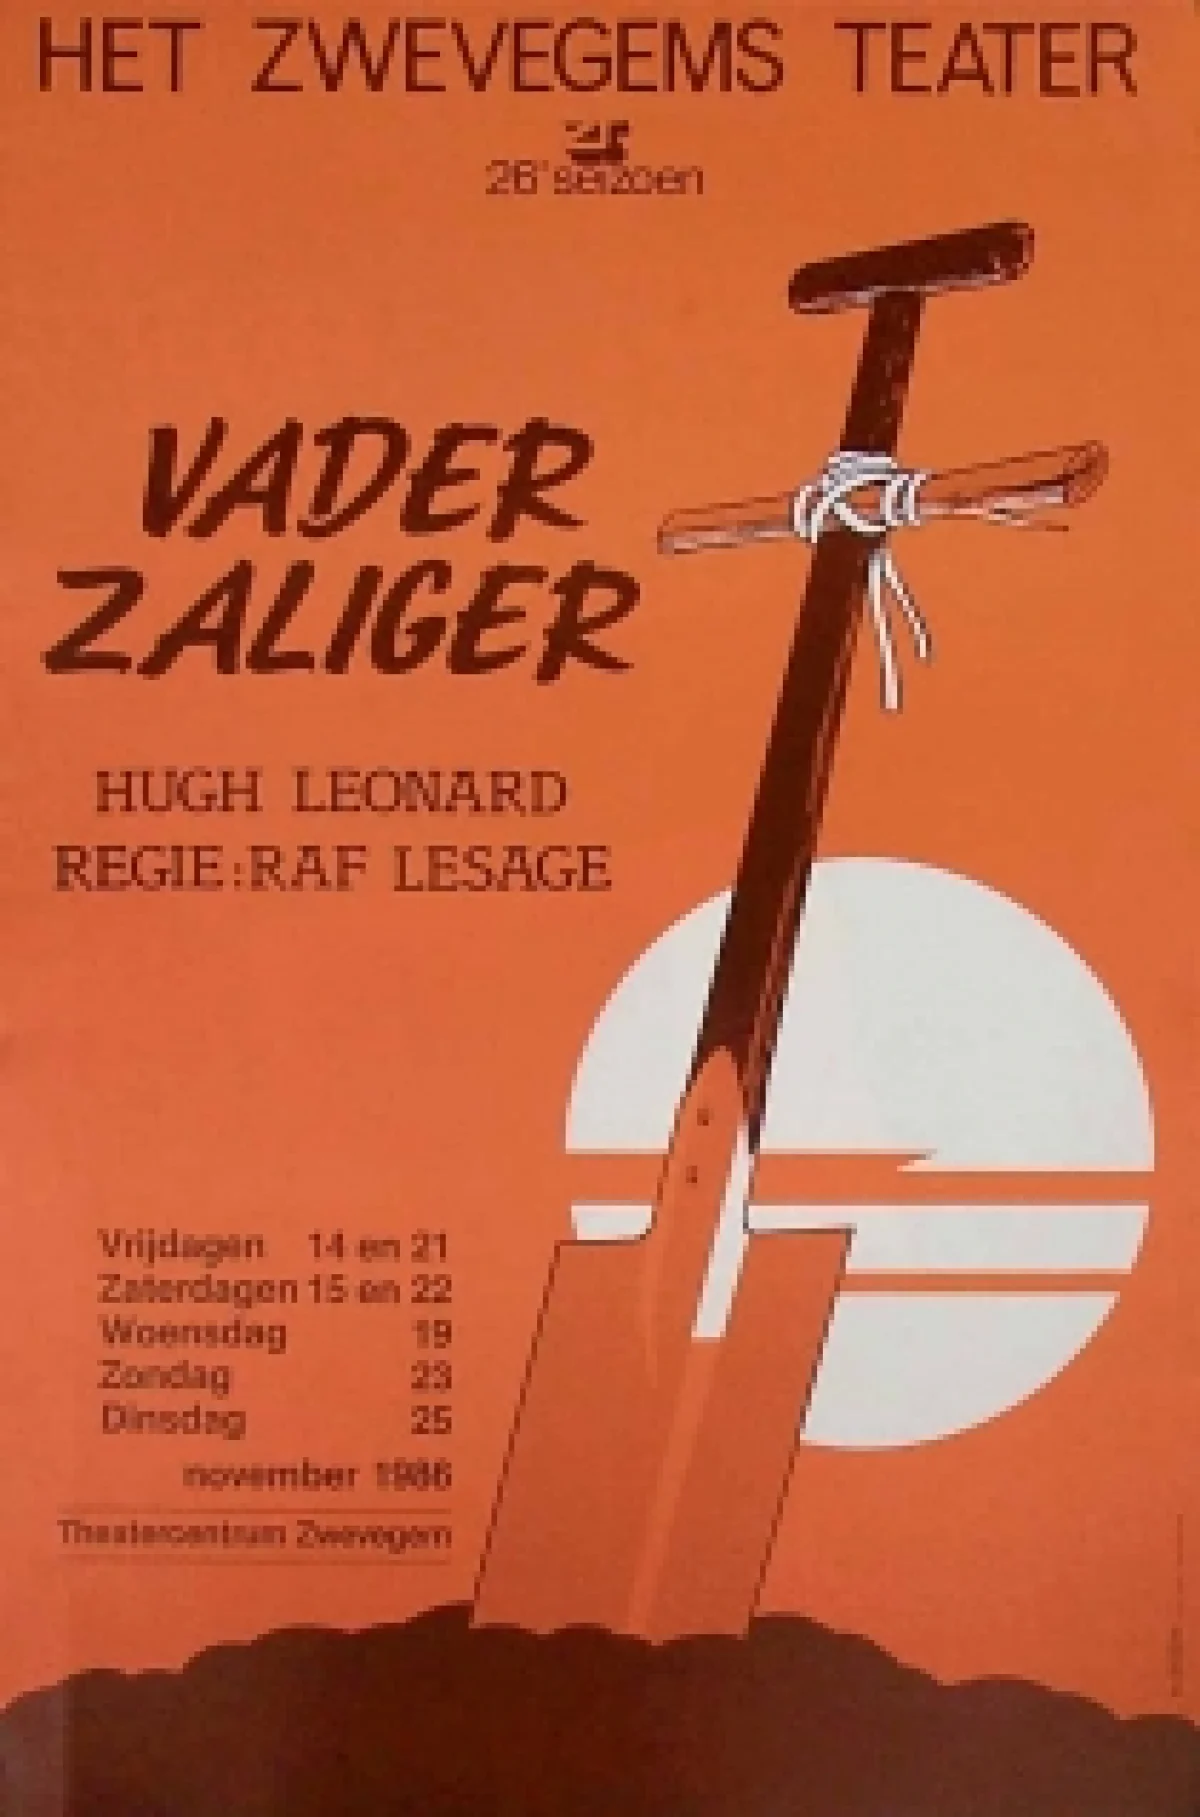 HET ZWEVEGEMS TEATER
26e seizoen
VADER
ZALIGER
HUGH LEONARD
REGIE: RAF LESAGE
Vrijdagen 14 en 21
Zaterdagen 15 en 22
Woensdag 19
Zondag 23
Dinsdag 25
november 1986
Theatercentrum Zwevegem